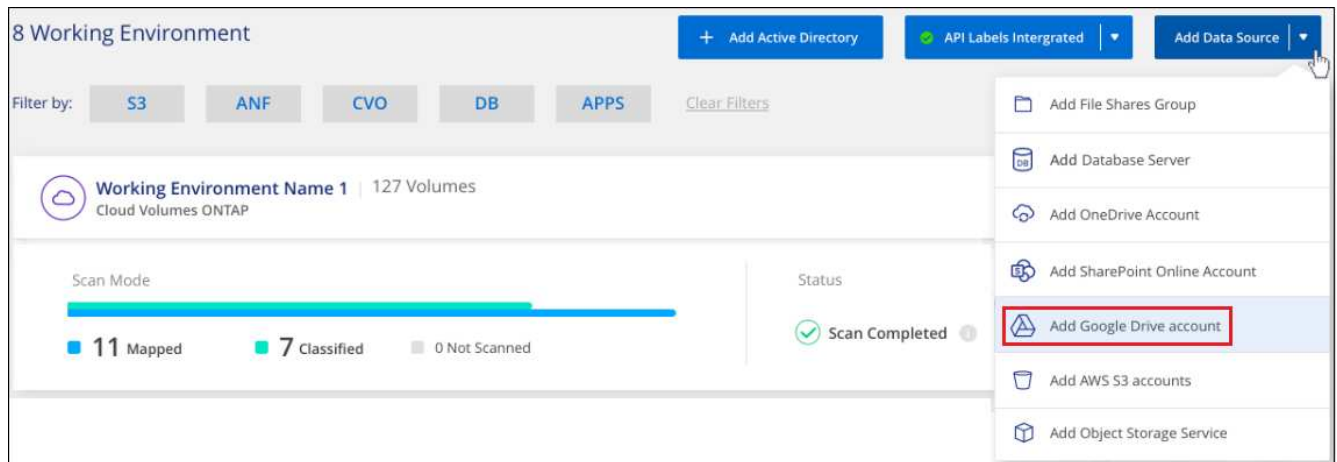 8 Working Environment
+ Add Active Directory
API Labels Intergrated
Add Data Source
Filter by:
S3
ANF
CVO
DB
APPS
Clear Filters
Working Environment Name 1 | 127 Volumes
Cloud Volumes ONTAP
Scan Mode
11 Mapped
7 Classified
0 Not Scanned
Status
Scan Completed
Add File Shares Group
DB
Add Database Server
Add OneDrive Account
Add SharePoint Online Account
Add Google Drive account
Add AWS S3 accounts
Add Object Storage Service